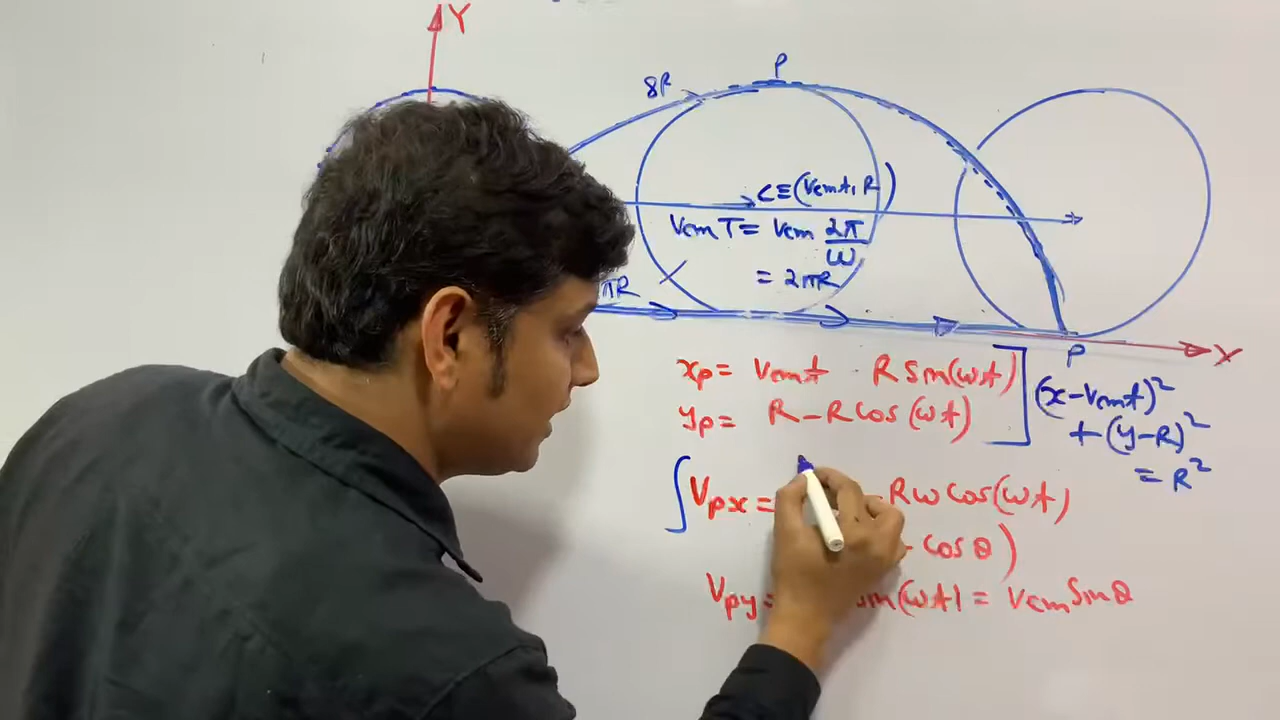 Y
P
8R
C≡(Vcmt, R)
VcmT = Vcm 2π/ω
πR = 2πR
X
P
xp = Vcmt R Sin(ωt)
yp = R - R Cos(ωt)
(x - Vcmt)²
+ (y - R)²
= R²
∫Vpx = - Rω Cos(ωt)
- Cos θ)
Vpy = sin(ωt) = Vcm Sin θ